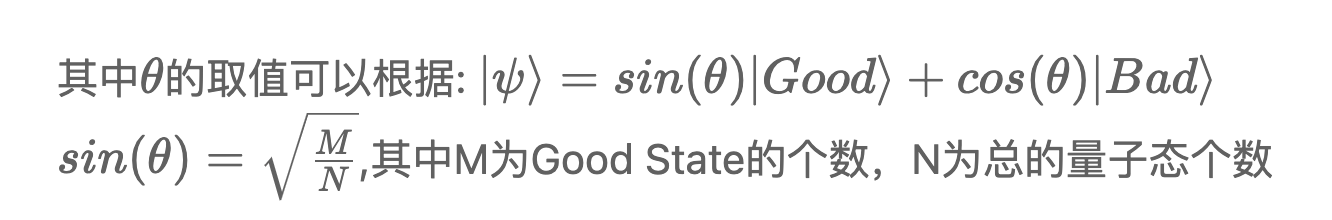 其中θ的取值可以根据: |ψ⟩ = sin(θ)|Good⟩ + cos(θ)|Bad⟩
sin(θ) = √(M/N),其中M为Good State的个数，N为总的量子态个数